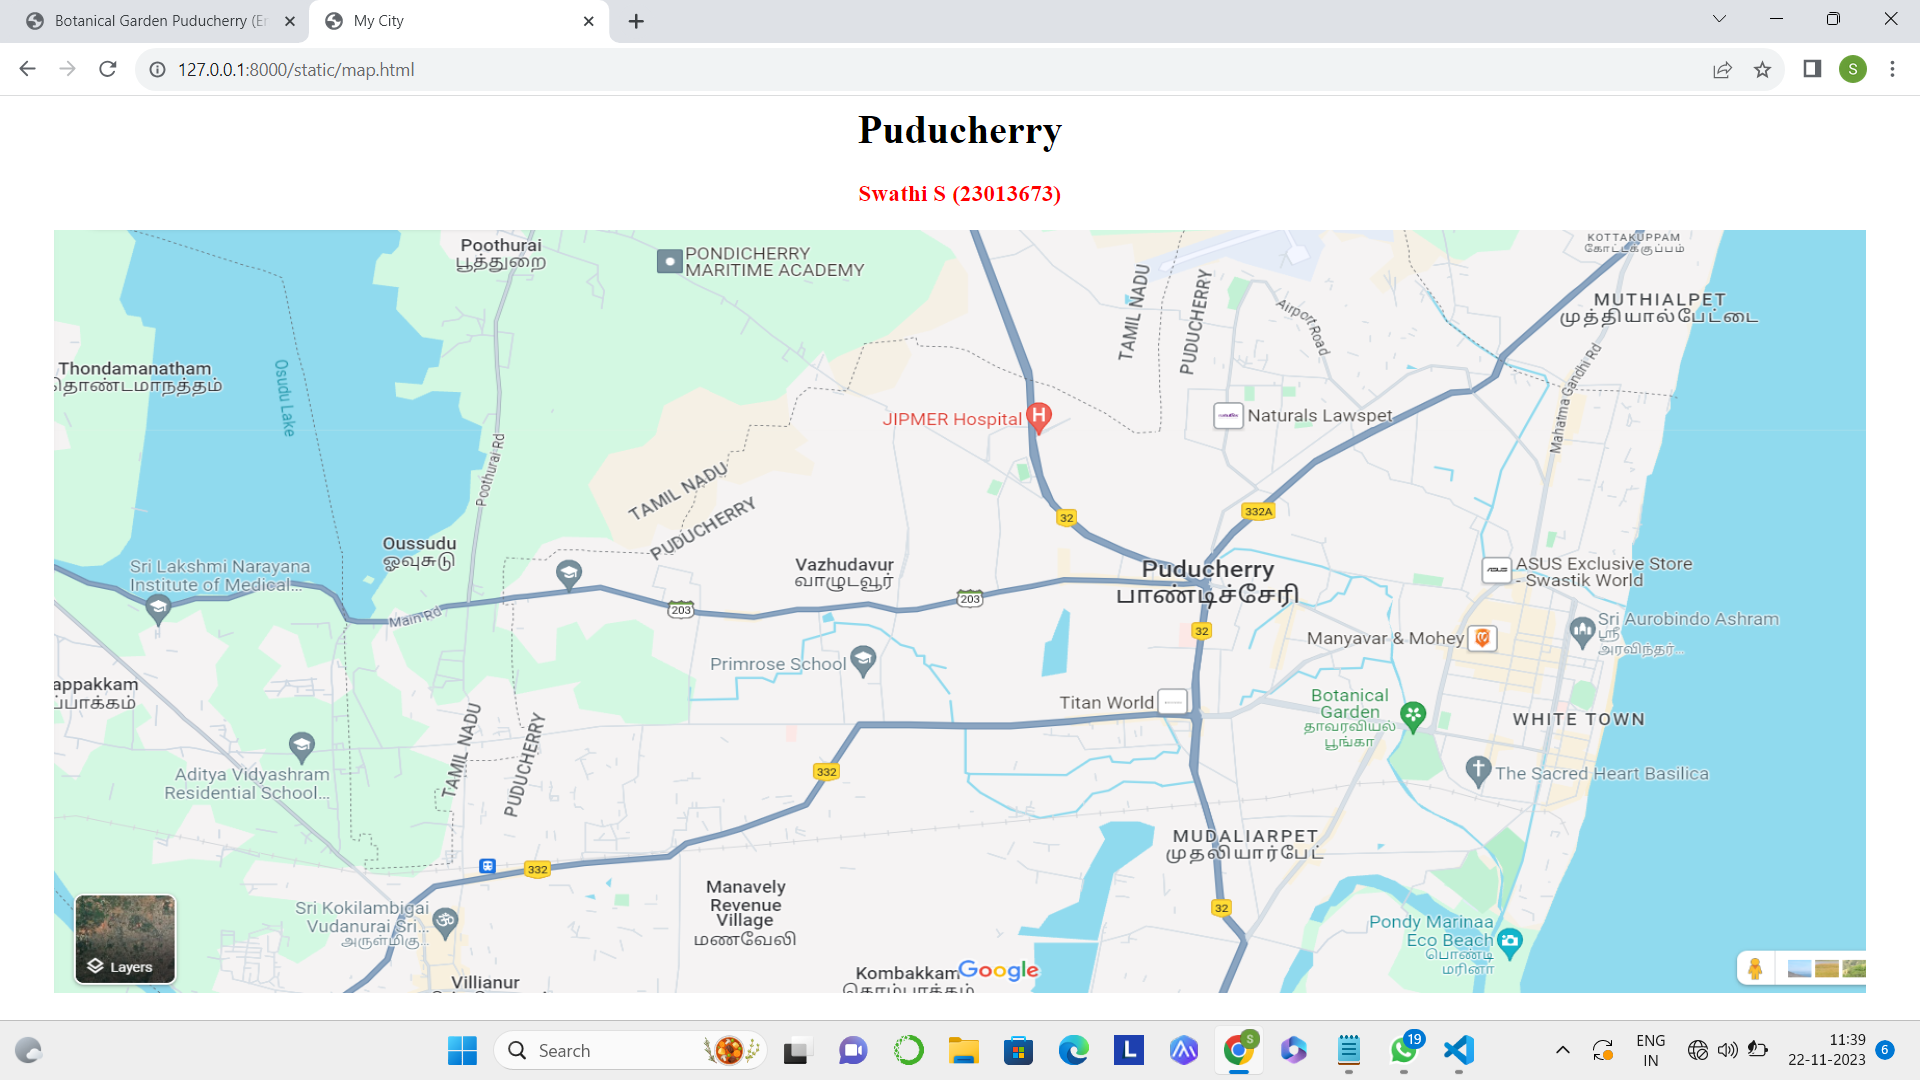 Botanical Garden Puducherry (En
My City
127.0.0.1:8000/static/map.html
S
Puducherry
Swathi S (23013673)
Poothurai
பூத்துறை
PONDICHERRY
MARITIME ACADEMY
KOTTAKUPPAM
கோட்டக்குப்பம்
TAMIL NADU
PUDUCHERRY
Airport Road
MUTHIALPET
முத்தியால்பேட்டை
Thondamanatham
தொண்டமாநத்தம்
Osudu Lake
Mahatma Gandhi Rd
JIPMER Hospital
H
Naturals Lawspet
Poothurai Rd
TAMIL NADU
PUDUCHERRY
332A
32
Oussudu
ஓவுசுடு
Sri Lakshmi Narayana
Institute of Medical...
Vazhudavur
வாழுடவூர்
Puducherry
பாண்டிச்சேரி
ASUS Exclusive Store
- Swastik World
203
203
Main Rd
32
Sri Aurobindo Ashram
ஸ்ரீ
அரவிந்தர்...
Manyavar & Mohey
Primrose School
appakkam
ப்பாக்கம்
Titan World
Botanical
Garden
தாவரவியல்
பூங்கா
WHITE TOWN
TAMIL NADU
PUDUCHERRY
Aditya Vidyashram
Residential School...
332
The Sacred Heart Basilica
MUDALIARPET
முதலியார்பேட்
332
Manavely
Revenue
Village
மணவேலி
Sri Kokilambigai
Vudanurai Sri...
அருள்மிகு...
32
Pondy Marinaa
Eco Beach
பொண்டி
மரினா
Layers
Villianur
Kombakkam
கொம்பாக்கம்
Google
Search
L
S
19
ENG
IN
11:39
22-11-2023
6